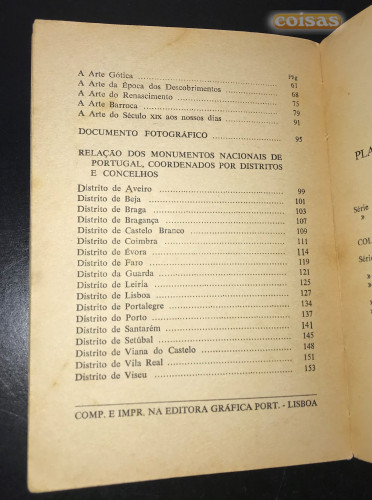 coisas
Pág
A Arte Gótica 61
A Arte da Época dos Descobrimentos 68
A Arte do Renascimento 75
A Arte Barroca 79
A Arte do Século XIX aos nossos dias 91
DOCUMENTO FOTOGRÁFICO 95
RELAÇÃO DOS MONUMENTOS NACIONAIS DE
PORTUGAL, COORDENADOS POR DISTRITOS
E CONCELHOS
Distrito de Aveiro 99
Distrito de Beja 101
Distrito de Braga 103
Distrito de Bragança 107
Distrito de Castelo Branco 109
Distrito de Coimbra 111
Distrito de Évora 114
Distrito de Faro 119
Distrito da Guarda 121
Distrito de Leiria 125
Distrito de Lisboa 127
Distrito de Portalegre 134
Distrito do Porto 137
Distrito de Santarém 141
Distrito de Setúbal 145
Distrito de Viana do Castelo 148
Distrito de Vila Real 151
Distrito de Viseu 153
COMP. E IMPR. NA EDITORA GRÁFICA PORT. - LISBOA
PLA
Série
»
COL
Série
»
»
»
»